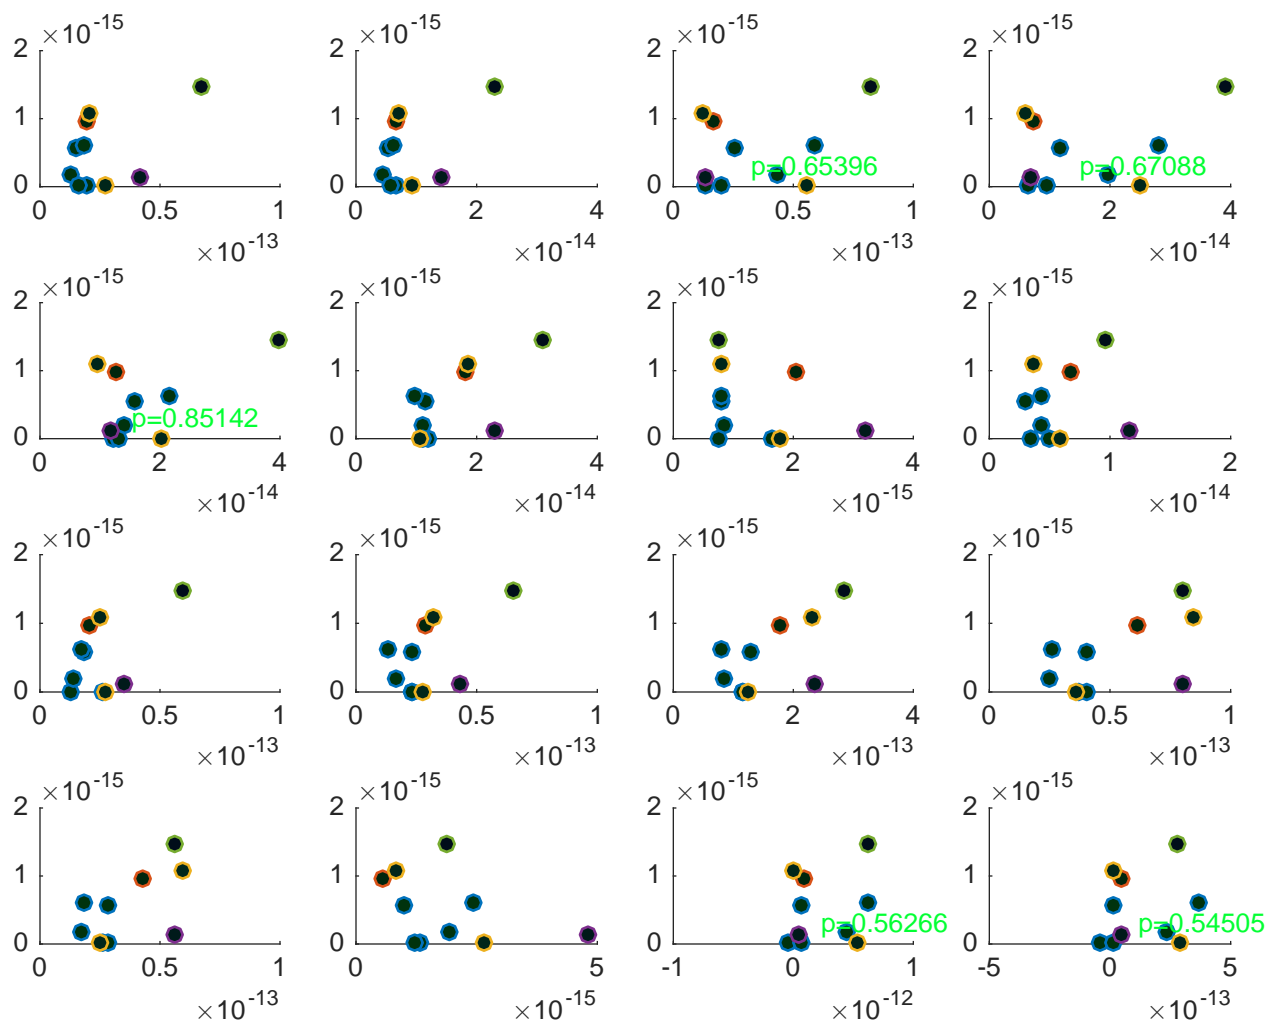 ×10-15 ×10-15 ×10-15 ×10-15
2 2 2 2
1 1 1 1
p=0.65396 p=0.67088
0 0 0 0
0 0.5 1 0 2 4 0 0.5 1 0 2 4
×10-13 ×10-14 ×10-13 ×10-14
×10-15 ×10-15 ×10-15 ×10-15
2 2 2 2
1 1 1 1
p=0.85142
0 0 0 0
0 2 4 0 2 4 0 2 4 0 1 2
×10-14 ×10-14 ×10-15 ×10-14
×10-15 ×10-15 ×10-15 ×10-15
2 2 2 2
1 1 1 1
0 0 0 0
0 0.5 1 0 0.5 1 0 2 4 0 0.5 1
×10-13 ×10-13 ×10-13 ×10-13
×10-15 ×10-15 ×10-15 ×10-15
2 2 2 2
1 1 1 1
p=0.56266 p=0.54505
0 0 0 0
0 0.5 1 0 5 -1 0 1 -5 0 5
×10-13 ×10-15 ×10-12 ×10-13